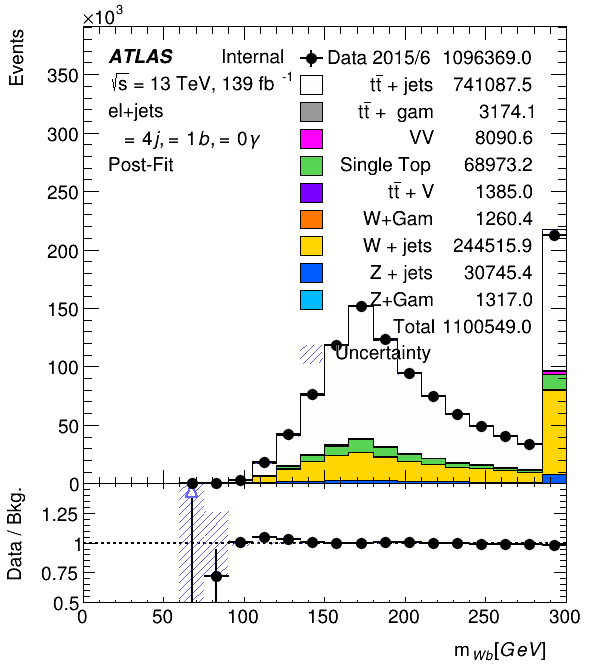 ×10³
Events
350
300
250
200
150
100
50
0
ATLAS Internal
√s = 13 TeV, 139 fb⁻¹
el+jets
= 4j, = 1b, = 0γ
Post-Fit
Data 2015/6 1096369.0
tt̄ + jets 741087.5
tt̄ + gam 3174.1
VV 8090.6
Single Top 68973.2
tt̄ + V 1385.0
W+Gam 1260.4
W + jets 244515.9
Z + jets 30745.4
Z+Gam 1317.0
Total 1100549.0
Uncertainty
Data / Bkg.
1.25
1
0.75
0.5
0 50 100 150 200 250 300
m_Wb[GeV]